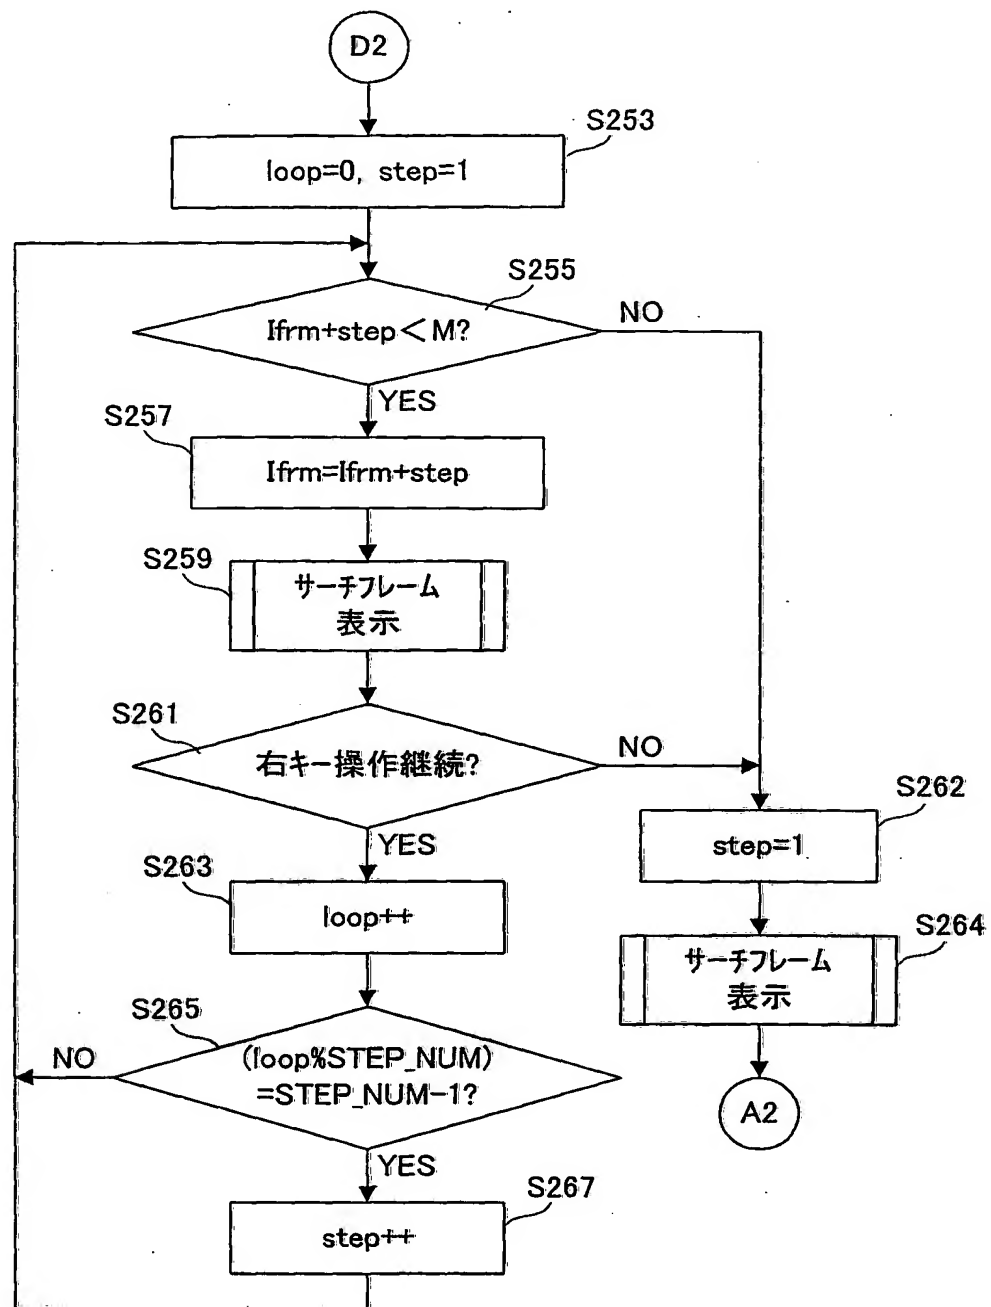 D2
S253
loop=0, step=1
S255
Ifrm+step<M?
NO
YES
S257
Ifrm=Ifrm+step
S259
サーチフレーム
表示
S261
右キー操作継続?
NO
YES
S262
step=1
S263
loop++
S264
サーチフレーム
表示
S265
(loop%STEP_NUM)
=STEP_NUM-1?
NO
A2
YES
S267
step++